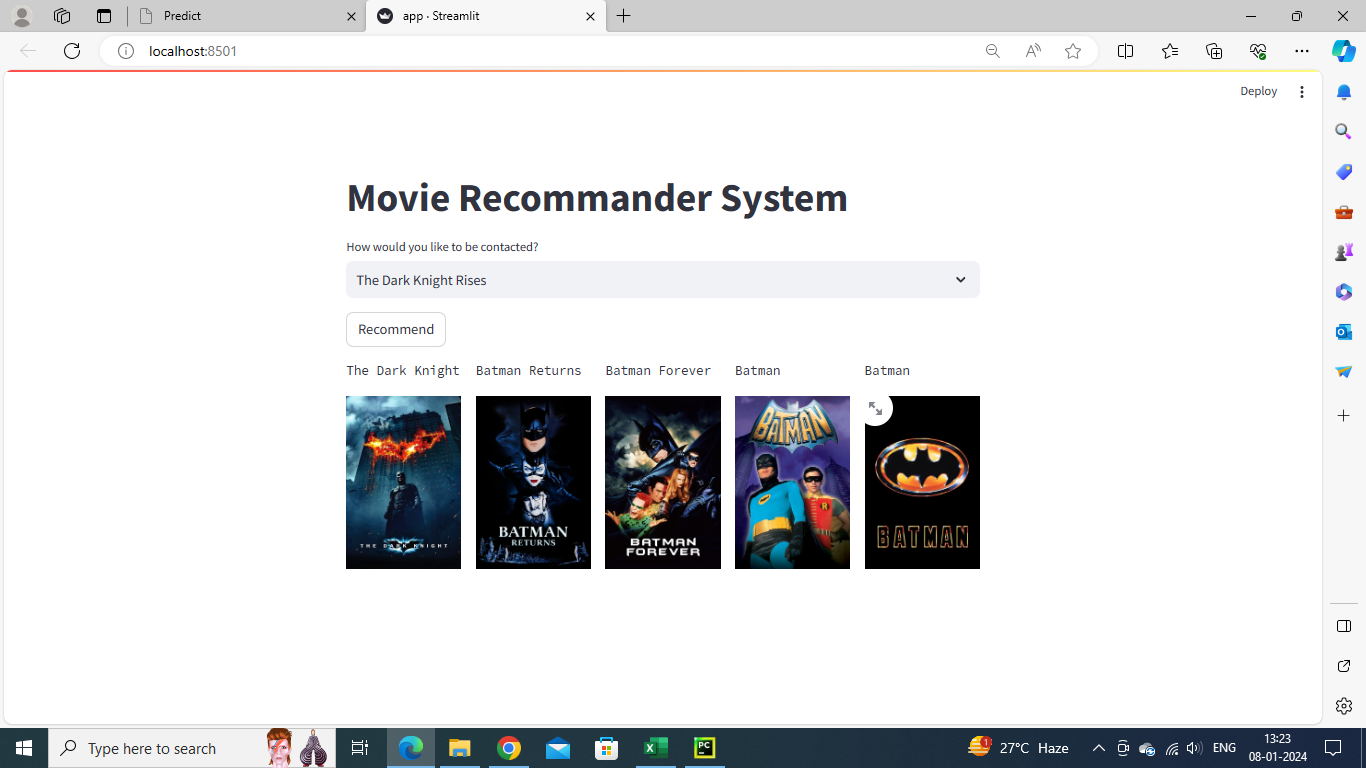 Predict
app · Streamlit
localhost:8501
Deploy
Movie Recommander System
How would you like to be contacted?
The Dark Knight Rises
Recommend
The Dark Knight
Batman Returns
Batman Forever
Batman
Batman
THE DARK KNIGHT
BATMAN
RETURNS
BATMAN
FOREVER
BATMAN
R
BATMAN
Type here to search
PC
1
27°C Haze
ENG
13:23
08-01-2024